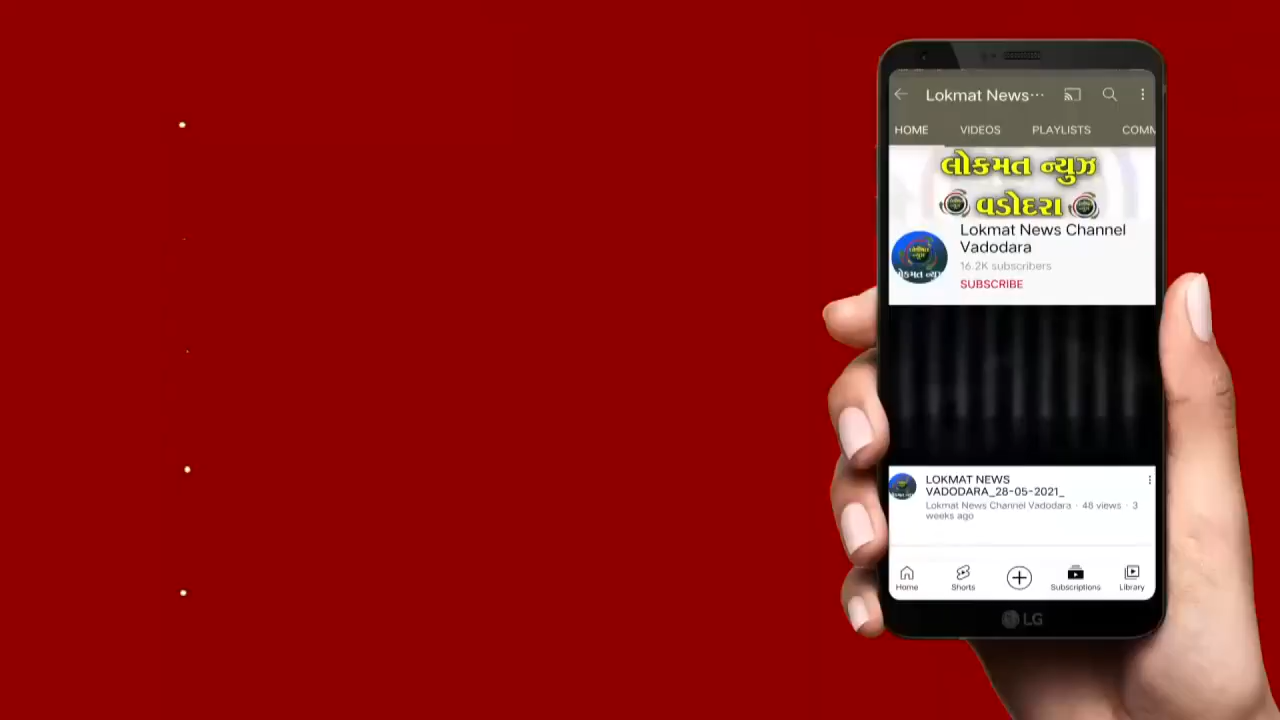 Lokmat News...
HOME VIDEOS PLAYLISTS COMM
લોકમત ન્યુઝ
વડોદરા
Lokmat News Channel
Vadodara
16.2K subscribers
SUBSCRIBE
LOKMAT NEWS
VADODARA_28-05-2021_
Lokmat News Channel Vadodara · 48 views · 3
weeks ago
Home Shorts Subscriptions Library
LG